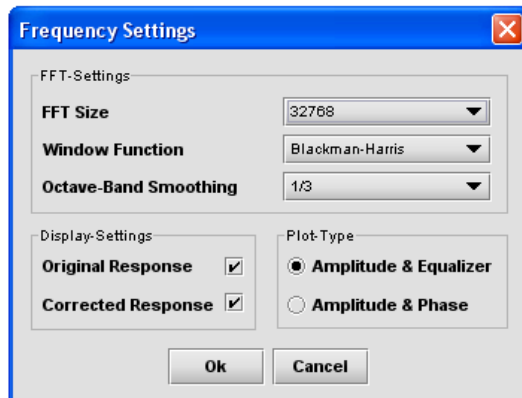 Frequency Settings
FFT-Settings
FFT Size 32768
Window Function Blackman-Harris
Octave-Band Smoothing 1/3
Display-Settings
Original Response
Corrected Response
Plot-Type
Amplitude & Equalizer
Amplitude & Phase
Ok Cancel